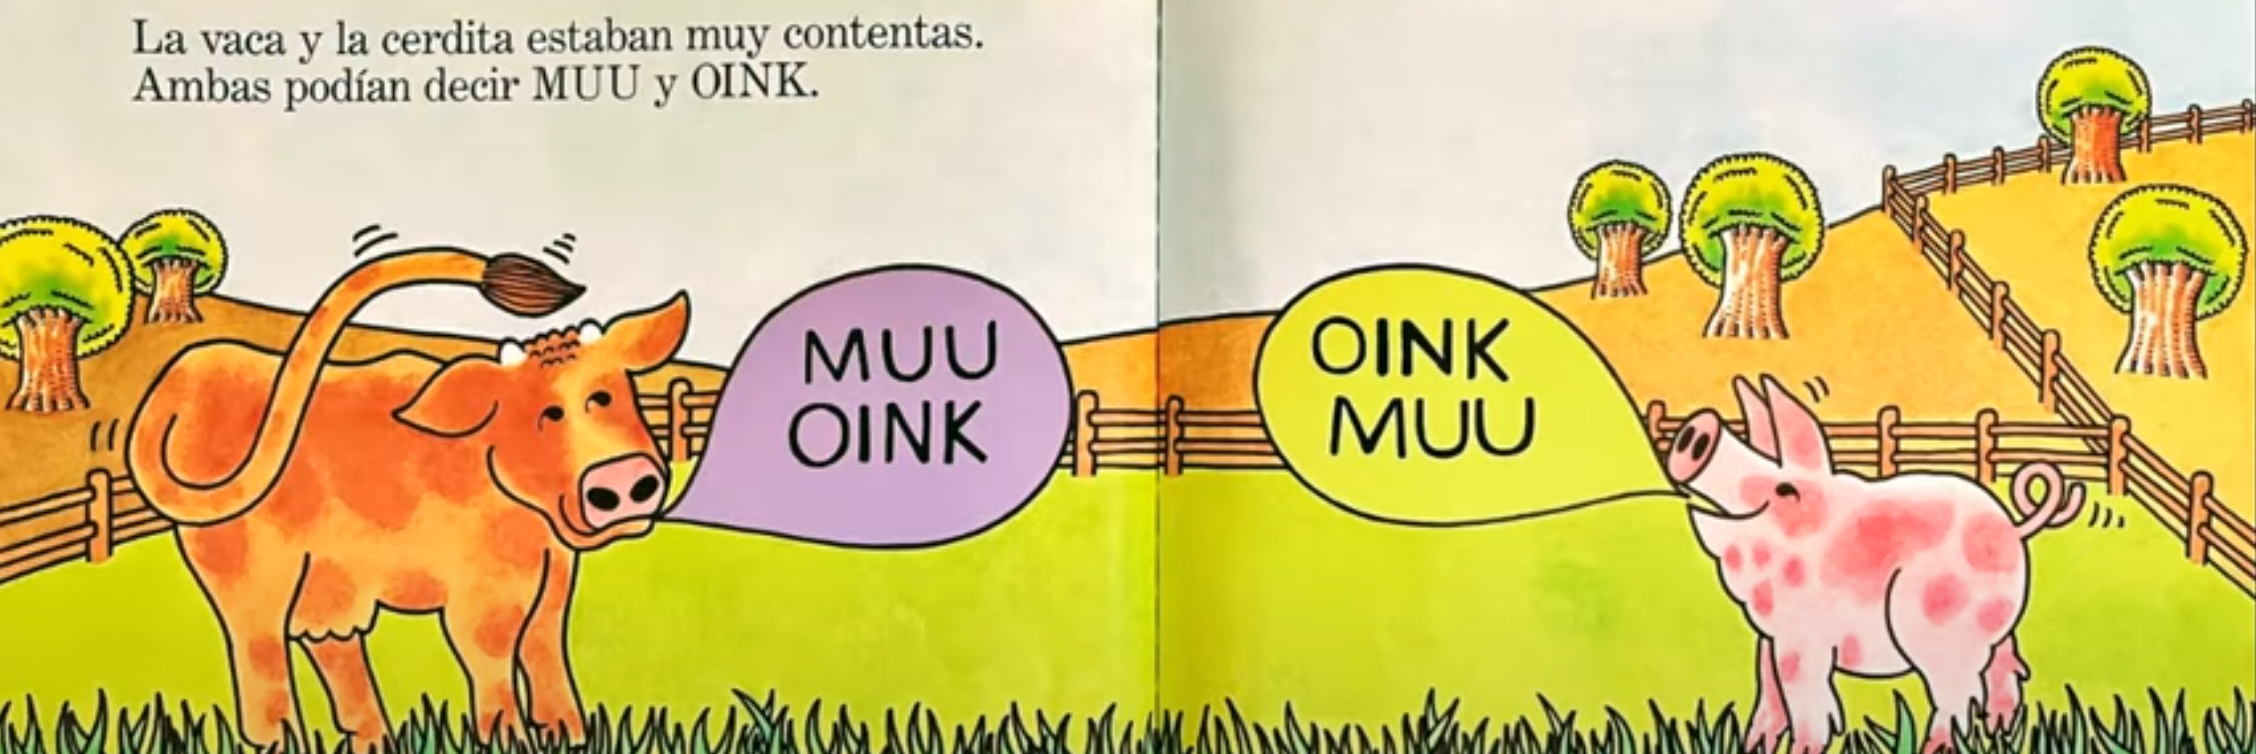 La vaca y la cerdita estaban muy contentas.
Ambas podían decir MUU y OINK.
MUU
OINK
OINK
MUU